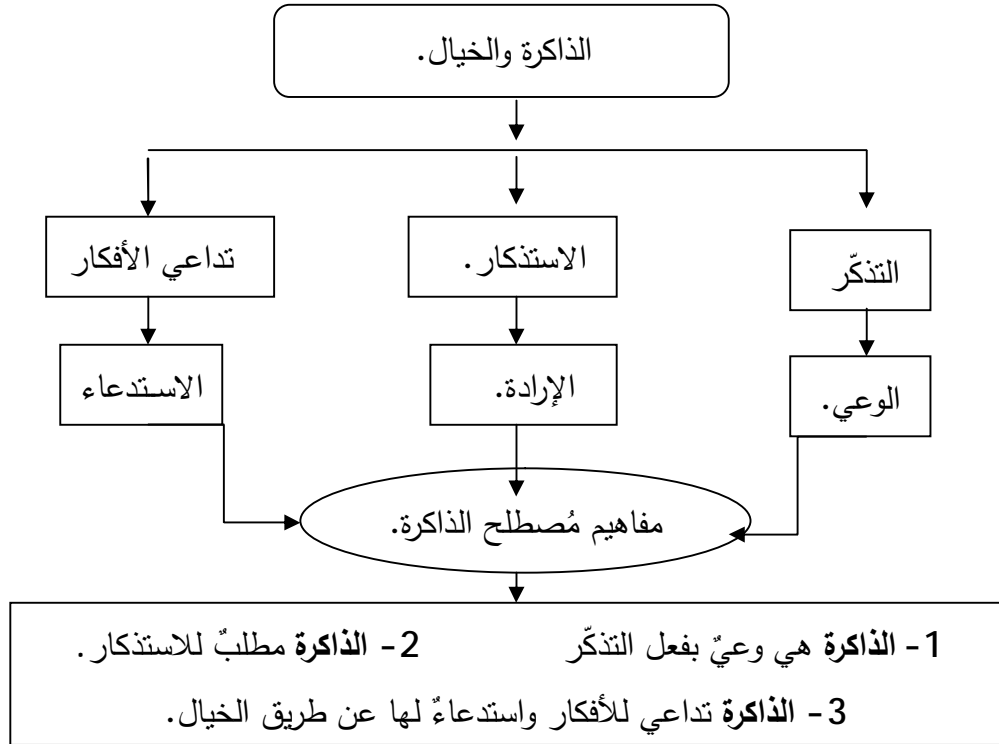 الذاكرة والخيال.
التذكّر
الاستذكار.
تداعي الأفكار
الوعي.
الإرادة.
الاستدعاء
مفاهيم مُصطلح الذاكرة.
1- الذاكرة هي وعيٌ بفعل التذكّر 2- الذاكرة مطلبٌ للاستذكار.
3- الذاكرة تداعي للأفكار واستدعاءٌ لها عن طريق الخيال.